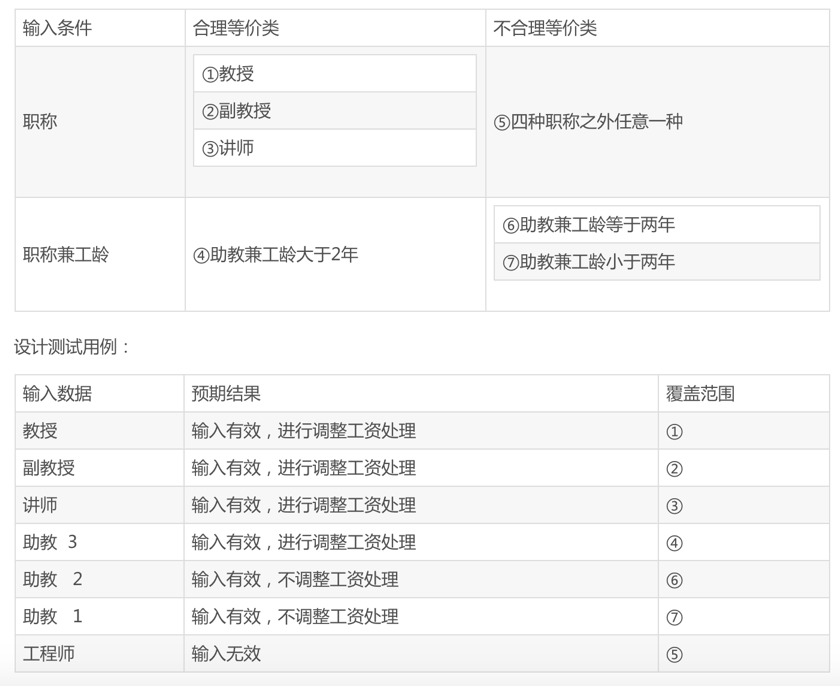 输入条件 合理等价类 不合理等价类
职称 ①教授 ⑤四种职称之外任意一种
②副教授
③讲师
职称兼工龄 ④助教兼工龄大于2年 ⑥助教兼工龄等于两年
⑦助教兼工龄小于两年
设计测试用例：
输入数据 预期结果 覆盖范围
教授 输入有效，进行调整工资处理 ①
副教授 输入有效，进行调整工资处理 ②
讲师 输入有效，进行调整工资处理 ③
助教 3 输入有效，进行调整工资处理 ④
助教 2 输入有效，不调整工资处理 ⑥
助教 1 输入有效，不调整工资处理 ⑦
工程师 输入无效 ⑤